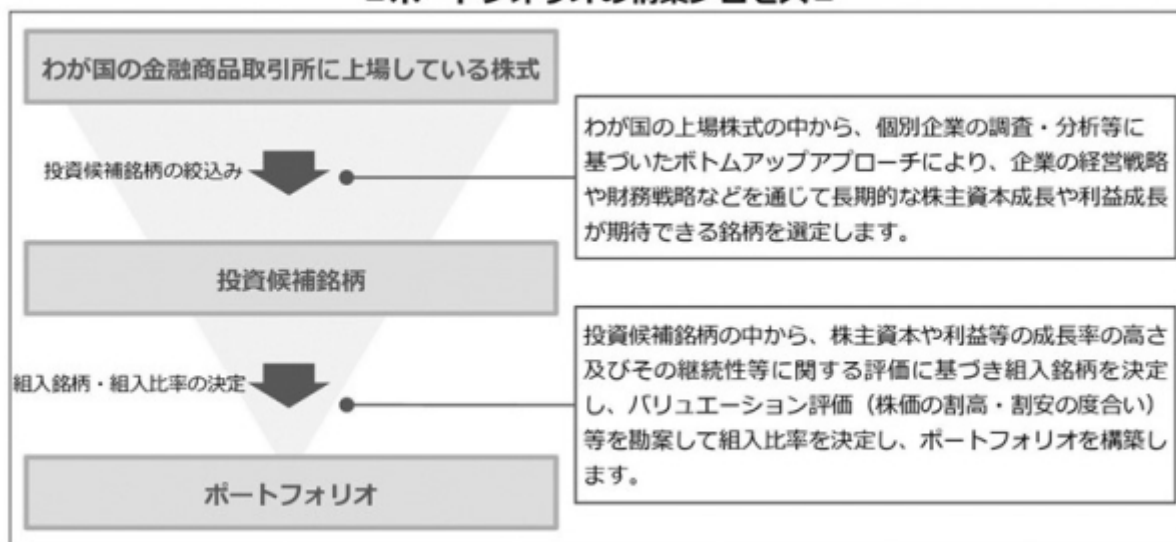 わが国の金融商品取引所に上場している株式
投資候補銘柄の絞込み
わが国の上場株式の中から、個別企業の調査・分析等に
基づいたボトムアップアプローチにより、企業の経営戦略
や財務戦略などを通じて長期的な株主資本成長や利益成長
が期待できる銘柄を選定します。
投資候補銘柄
組入銘柄・組入比率の決定
投資候補銘柄の中から、株主資本や利益等の成長率の高さ
及びその継続性等に関する評価に基づき組入銘柄を決定
し、バリュエーション評価（株価の割高・割安の度合い）
等を勘案して組入比率を決定し、ポートフォリオを構築し
ます。
ポートフォリオ